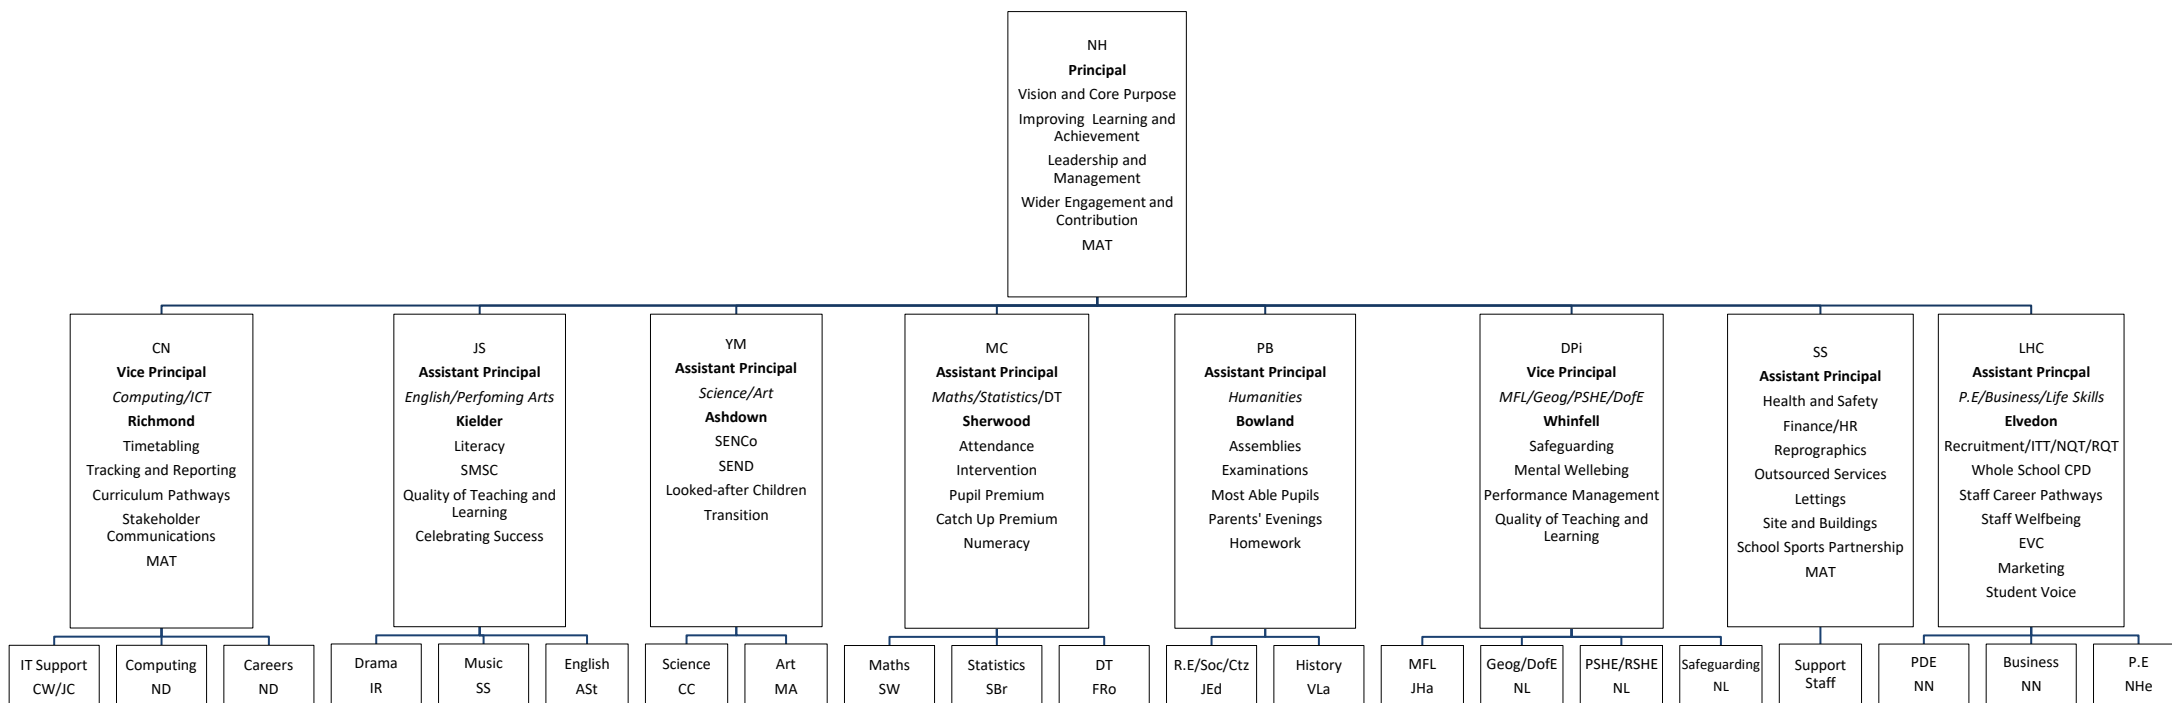 NH
Principal
Vision and Core Purpose
Improving  Learning and
Achievement
Leadership and
Management
Wider Engagement and
Contribution
MAT
CN
Vice Principal
Computing/ICT
Richmond
Timetabling
Tracking and Reporting
Curriculum Pathways
Stakeholder
Communications
MAT
JS
Assistant Principal
English/Perfoming Arts
Kielder
Literacy
SMSC
Quality of Teaching and
Learning
Celebrating Success
YM
Assistant Principal
Science/Art
Ashdown
SENCo
SEND
Looked-after Children
Transition
MC
Assistant Principal
Maths/Statistics/DT
Sherwood
Attendance
Intervention
Pupil Premium
Catch Up Premium
Numeracy
PB
Assistant Principal
Humanities
Bowland
Assemblies
Examinations
Most Able Pupils
Parents' Evenings
Homework
DPi
Vice Principal
MFL/Geog/PSHE/DofE
Whinfell
Safeguarding
Mental Wellebing
Performance Management
Quality of Teaching and
Learning
SS
Assistant Principal
Health and Safety
Finance/HR
Reprographics
Outsourced Services
Lettings
Site and Buildings
School Sports Partnership
MAT
LHC
Assistant Princpal
P.E/Business/Life Skills
Elvedon
Recruitment/ITT/NQT/RQT
Whole School CPD
Staff Career Pathways
Staff Welfbeing
EVC
Marketing
Student Voice
IT Support
CW/JC
Computing
ND
Careers
ND
Drama
IR
Music
SS
English
ASt
Science
CC
Art
MA
Maths
SW
Statistics
SBr
DT
FRo
R.E/Soc/Ctz
JEd
History
VLa
MFL
JHa
Geog/DofE
NL
PSHE/RSHE
NL
Safeguarding
NL
Support
Staff
PDE
NN
Business
NN
P.E
NHe